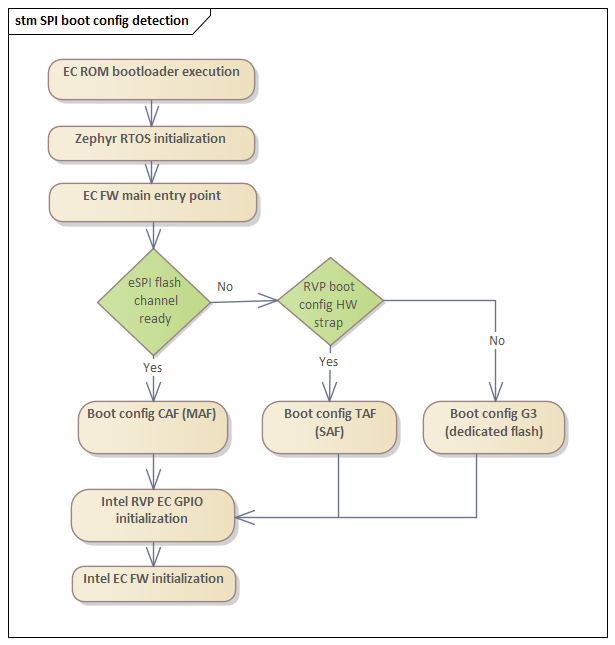 stm SPI boot config detection
EC ROM bootloader execution
Zephyr RTOS initialization
EC FW main entry point
eSPI flash
channel
ready
No
RVP boot
config HW
strap
Yes
Yes
No
Boot config CAF (MAF)
Boot config TAF
(SAF)
Boot config G3
(dedicated flash)
Intel RVP EC GPIO
initialization
Intel EC FW initialization